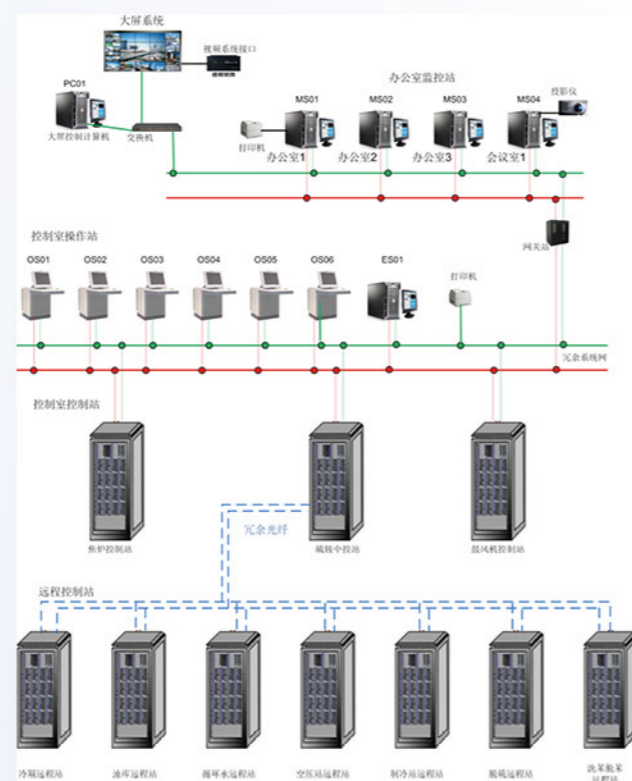 大屏系统
视频系统接口
PC01
大屏控制计算机
交换机
办公室监控站
MS01
MS02
MS03
MS04
投影仪
打印机
办公室1
办公室2
办公室3
会议室1
网关站
控制室操作站
OS01
OS02
OS03
OS04
OS05
OS06
ES01
打印机
冗余系统网
控制室控制站
焦炉控制站
硫铵中控站
鼓风机控制站
冗余光纤
远程控制站
冷凝远程站
油库远程站
循环水远程站
空压站远程站
制冷站远程站
脱硫远程站
洗苯脱苯
远程站